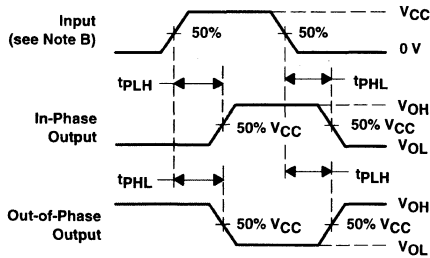 Input
(see Note B)
50%
50%
VCC
0 V
tPLH
tPHL
In-Phase
Output
50% VCC
50% VCC
VOH
VOL
tPHL
tPLH
Out-of-Phase
Output
50% VCC
50% VCC
VOH
VOL